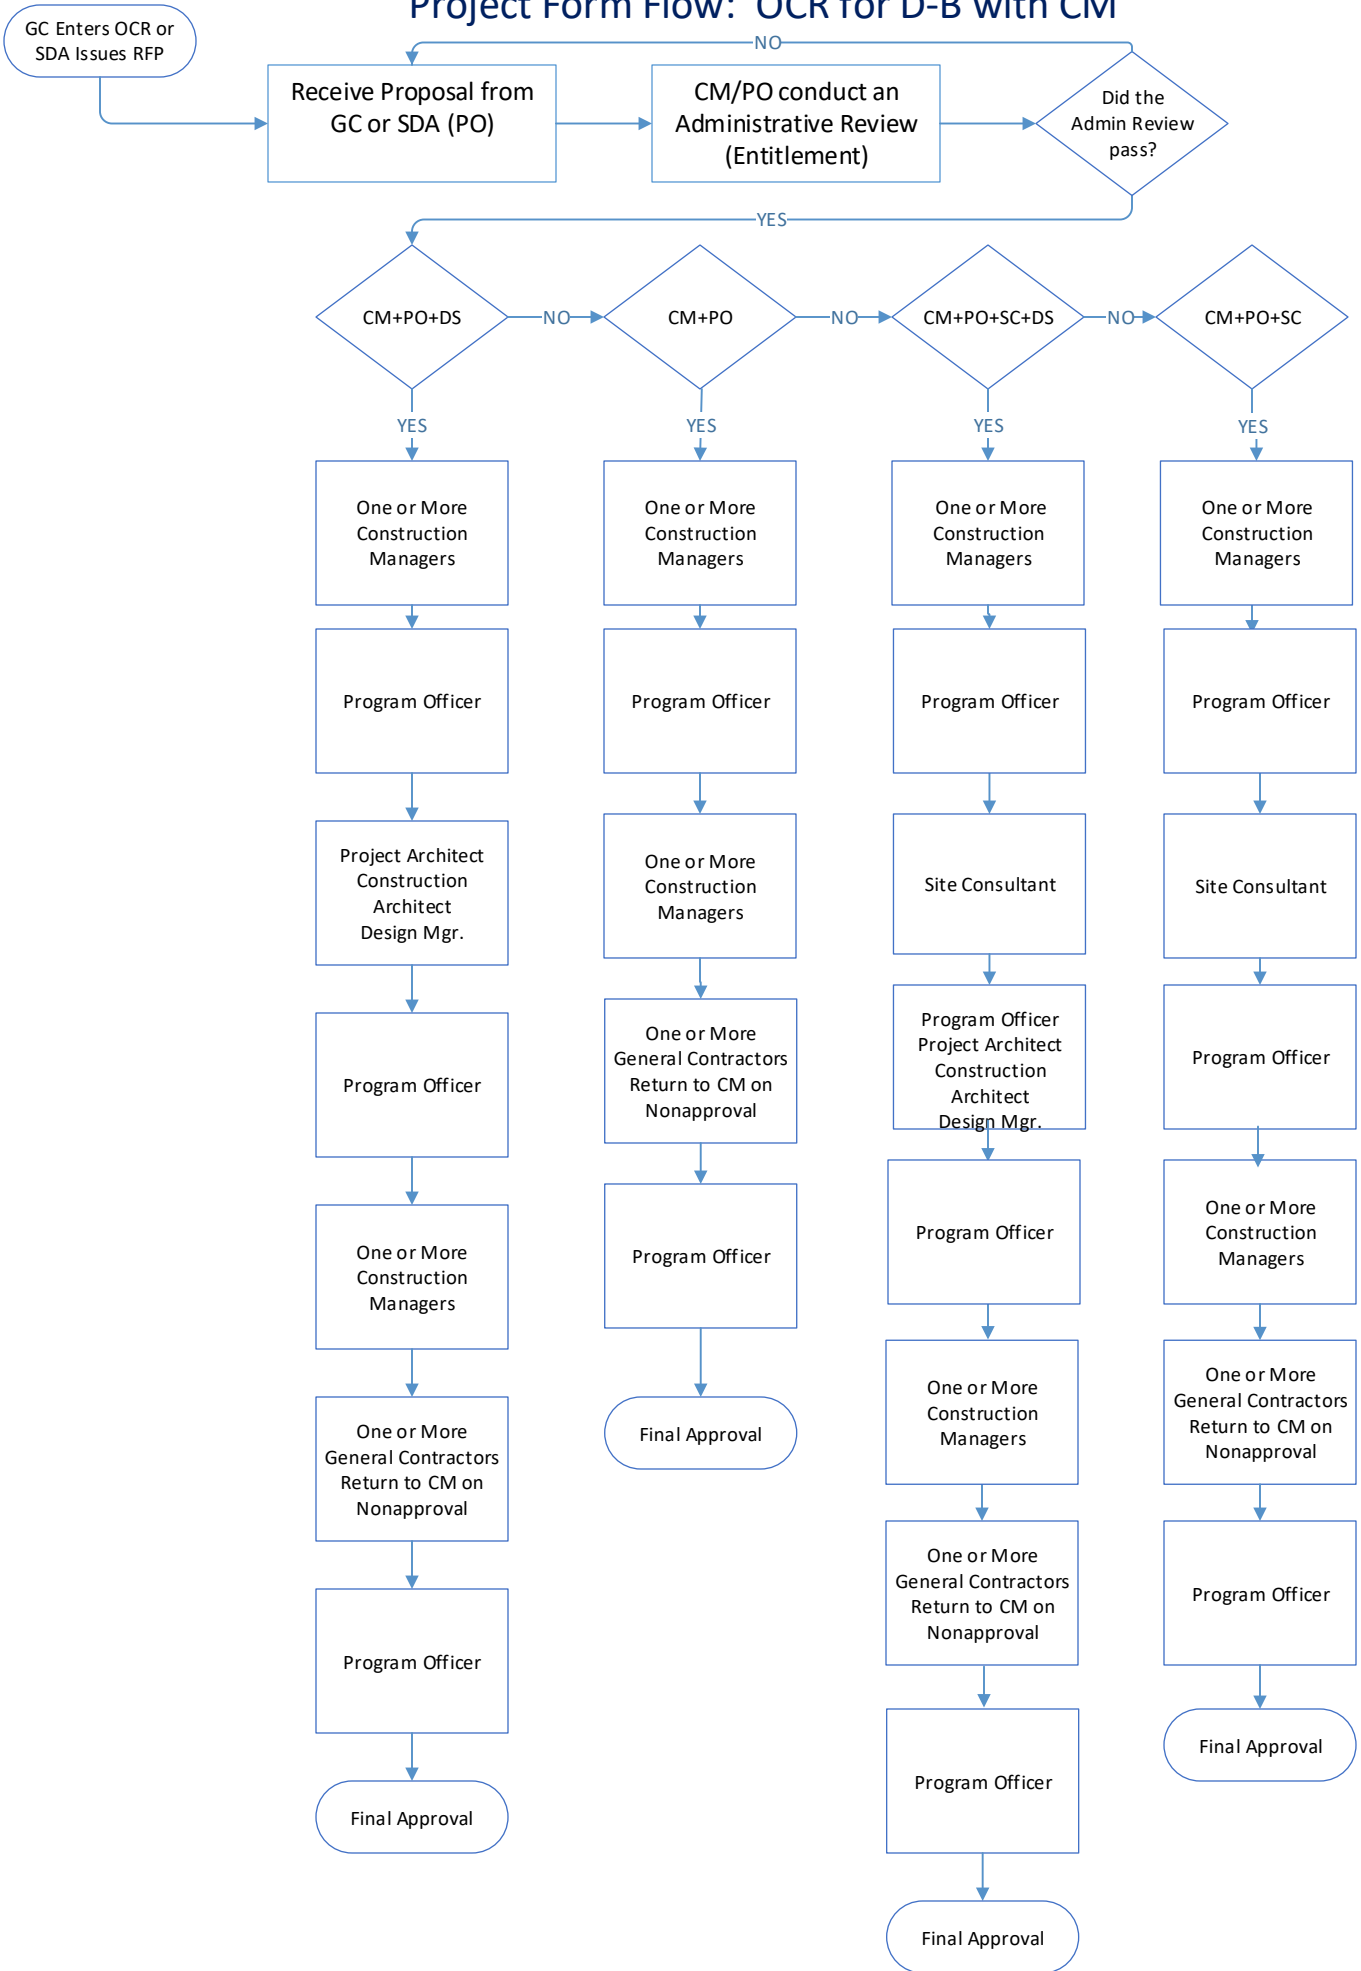 Project Form Flow: OCR for D-B with CM
GC Enters OCR or
SDA Issues RFP
NO
Receive Proposal from
GC or SDA (PO)
CM/PO conduct an
Administrative Review
(Entitlement)
Did the
Admin Review
pass?
YES
CM+PO+DS
NO
CM+PO
NO
CM+PO+SC+DS
NO
CM+PO+SC
YES
One or More
Construction
Managers
Program Officer
Project Architect
Construction
Architect
Design Mgr.
Program Officer
One or More
Construction
Managers
One or More
General Contractors
Return to CM on
Nonapproval
Program Officer
Final Approval
YES
One or More
Construction
Managers
Program Officer
One or More
Construction
Managers
One or More
General Contractors
Return to CM on
Nonapproval
Program Officer
Final Approval
YES
One or More
Construction
Managers
Program Officer
Site Consultant
Program Officer
Project Architect
Construction
Architect
Design Mgr.
Program Officer
One or More
Construction
Managers
One or More
General Contractors
Return to CM on
Nonapproval
Program Officer
Final Approval
YES
One or More
Construction
Managers
Program Officer
Site Consultant
Program Officer
One or More
Construction
Managers
One or More
General Contractors
Return to CM on
Nonapproval
Program Officer
Final Approval